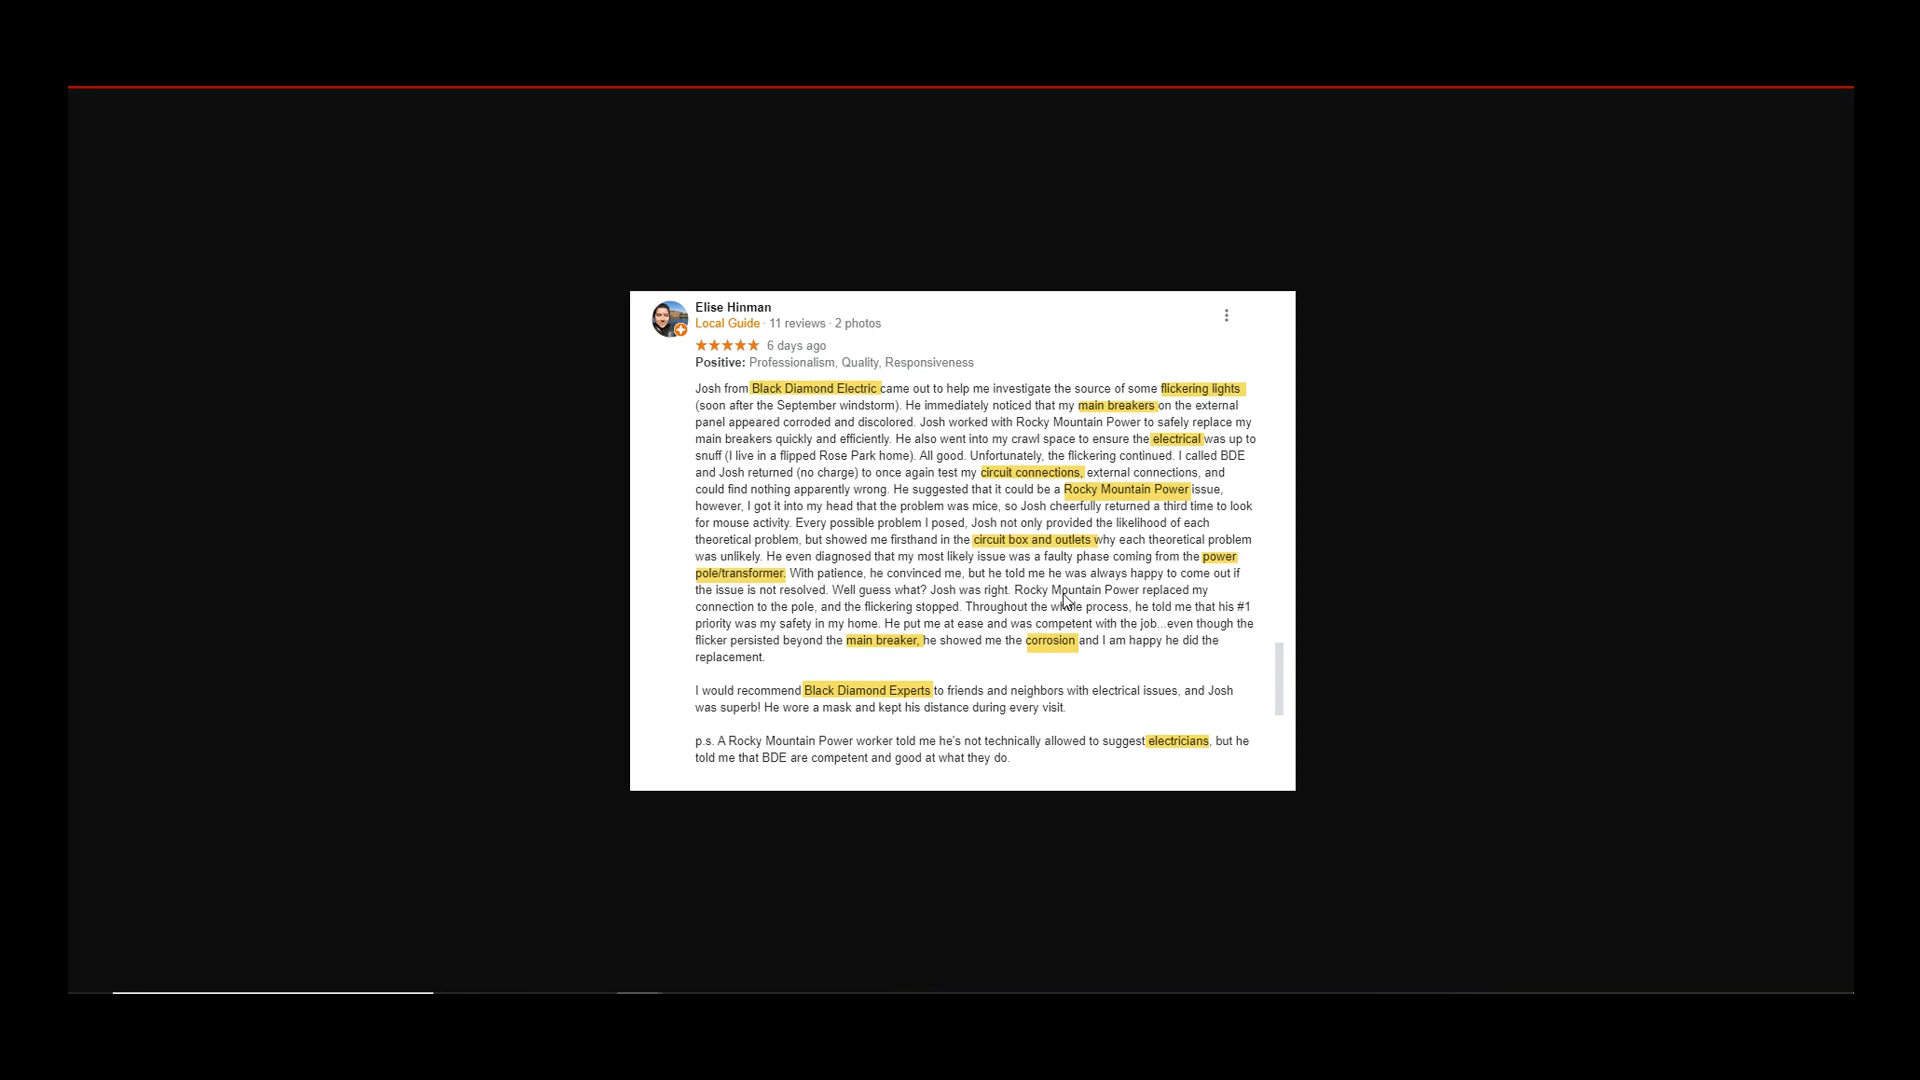 Elise Hinman
Local Guide · 11 reviews · 2 photos
★★★★★ 6 days ago
Positive: Professionalism, Quality, Responsiveness
Josh from Black Diamond Electric came out to help me investigate the source of some flickering lights
(soon after the September windstorm). He immediately noticed that my main breakers on the external
panel appeared corroded and discolored. Josh worked with Rocky Mountain Power to safely replace my
main breakers quickly and efficiently. He also went into my crawl space to ensure the electrical was up to
snuff (I live in a flipped Rose Park home). All good. Unfortunately, the flickering continued. I called BDE
and Josh returned (no charge) to once again test my circuit connections, external connections, and
could find nothing apparently wrong. He suggested that it could be a Rocky Mountain Power issue,
however, I got it into my head that the problem was mice, so Josh cheerfully returned a third time to look
for mouse activity. Every possible problem I posed, Josh not only provided the likelihood of each
theoretical problem, but showed me firsthand in the circuit box and outlets why each theoretical problem
was unlikely. He even diagnosed that my most likely issue was a faulty phase coming from the power
pole/transformer. With patience, he convinced me, but he told me he was always happy to come out if
the issue is not resolved. Well guess what? Josh was right. Rocky Mountain Power replaced my
connection to the pole, and the flickering stopped. Throughout the whole process, he told me that his #1
priority was my safety in my home. He put me at ease and was competent with the job...even though the
flicker persisted beyond the main breaker, he showed me the corrosion and I am happy he did the
replacement.
I would recommend Black Diamond Experts to friends and neighbors with electrical issues, and Josh
was superb! He wore a mask and kept his distance during every visit.
p.s. A Rocky Mountain Power worker told me he's not technically allowed to suggest electricians, but he
told me that BDE are competent and good at what they do.